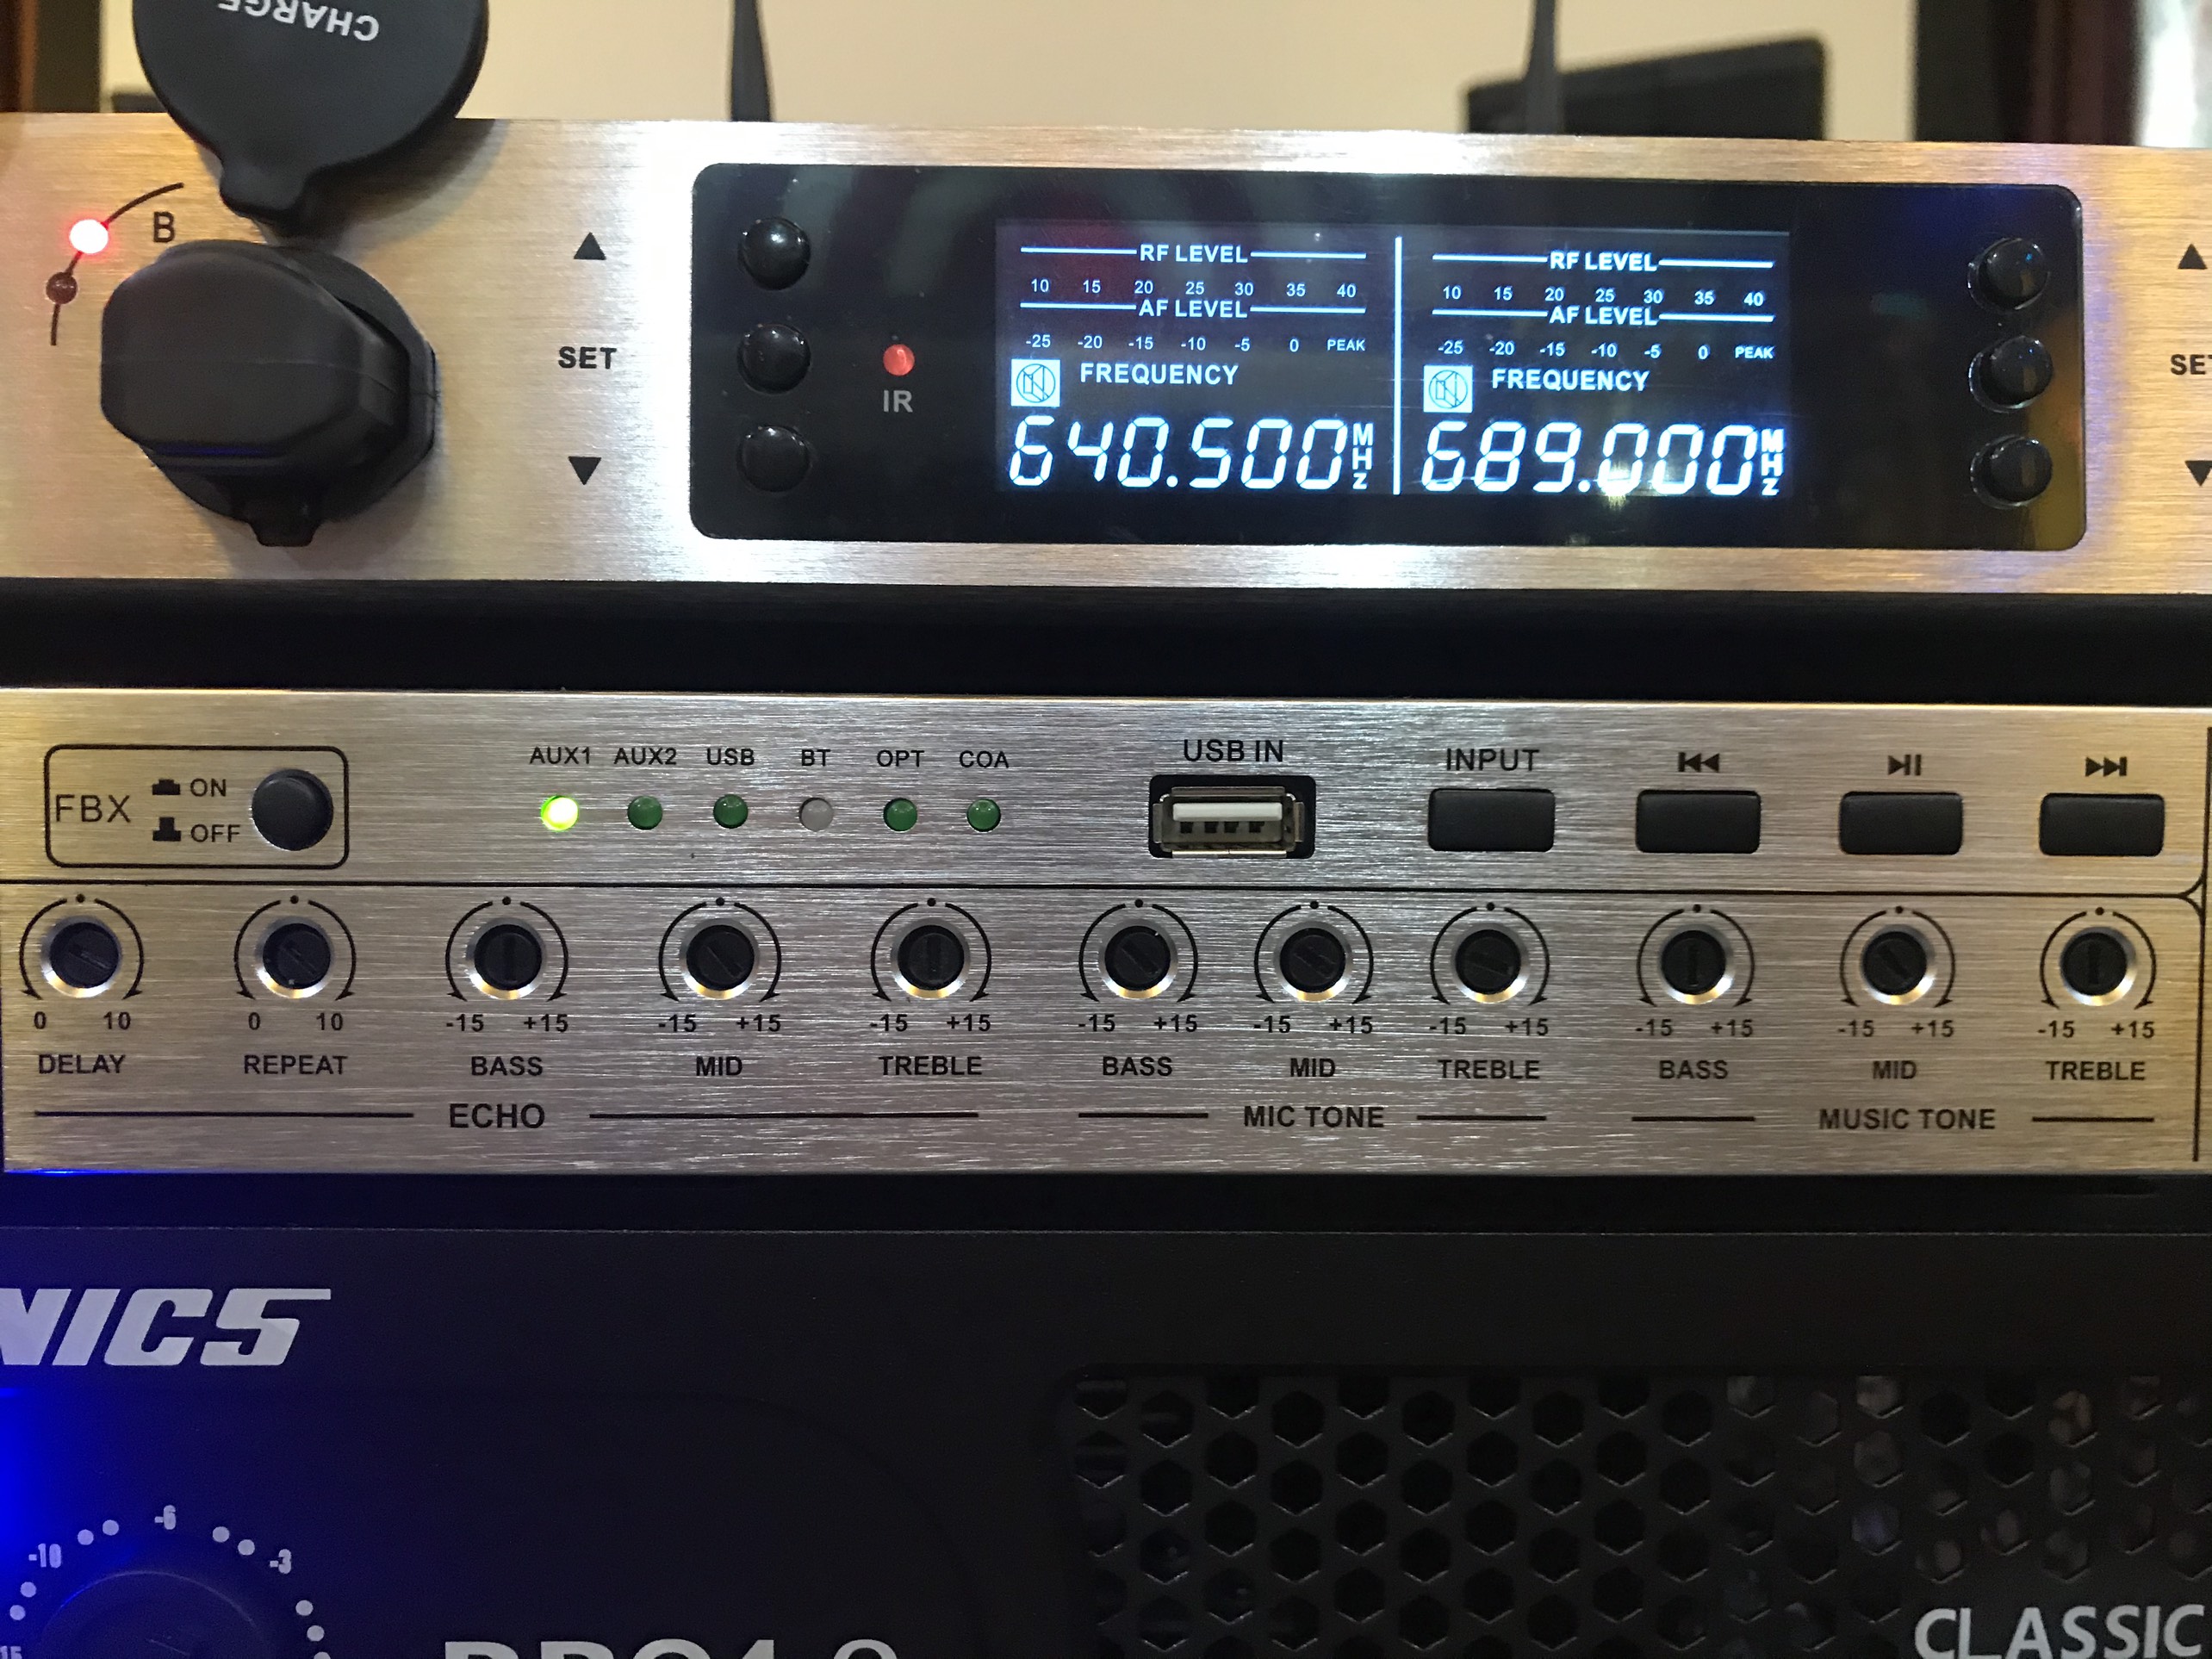 CHARGE
B
SET
IR
RF LEVEL
10 15 20 25 30 35 40
AF LEVEL
-25 -20 -15 -10 -5 0 PEAK
FREQUENCY
640.500 MHZ
RF LEVEL
10 15 20 25 30 35 40
AF LEVEL
-25 -20 -15 -10 -5 0 PEAK
FREQUENCY
689.000 MHZ
FBX
ON
OFF
AUX1 AUX2 USB BT OPT COA
USB IN
INPUT
0 10
DELAY
0 10
REPEAT
-15 +15
BASS
-15 +15
MID
-15 +15
TREBLE
ECHO
-15 +15
BASS
-15 +15
MID
-15 +15
TREBLE
MIC TONE
-15 +15
BASS
-15 +15
MID
-15 +15
TREBLE
MUSIC TONE
NICS
-10 -6 -3
CLASSIC